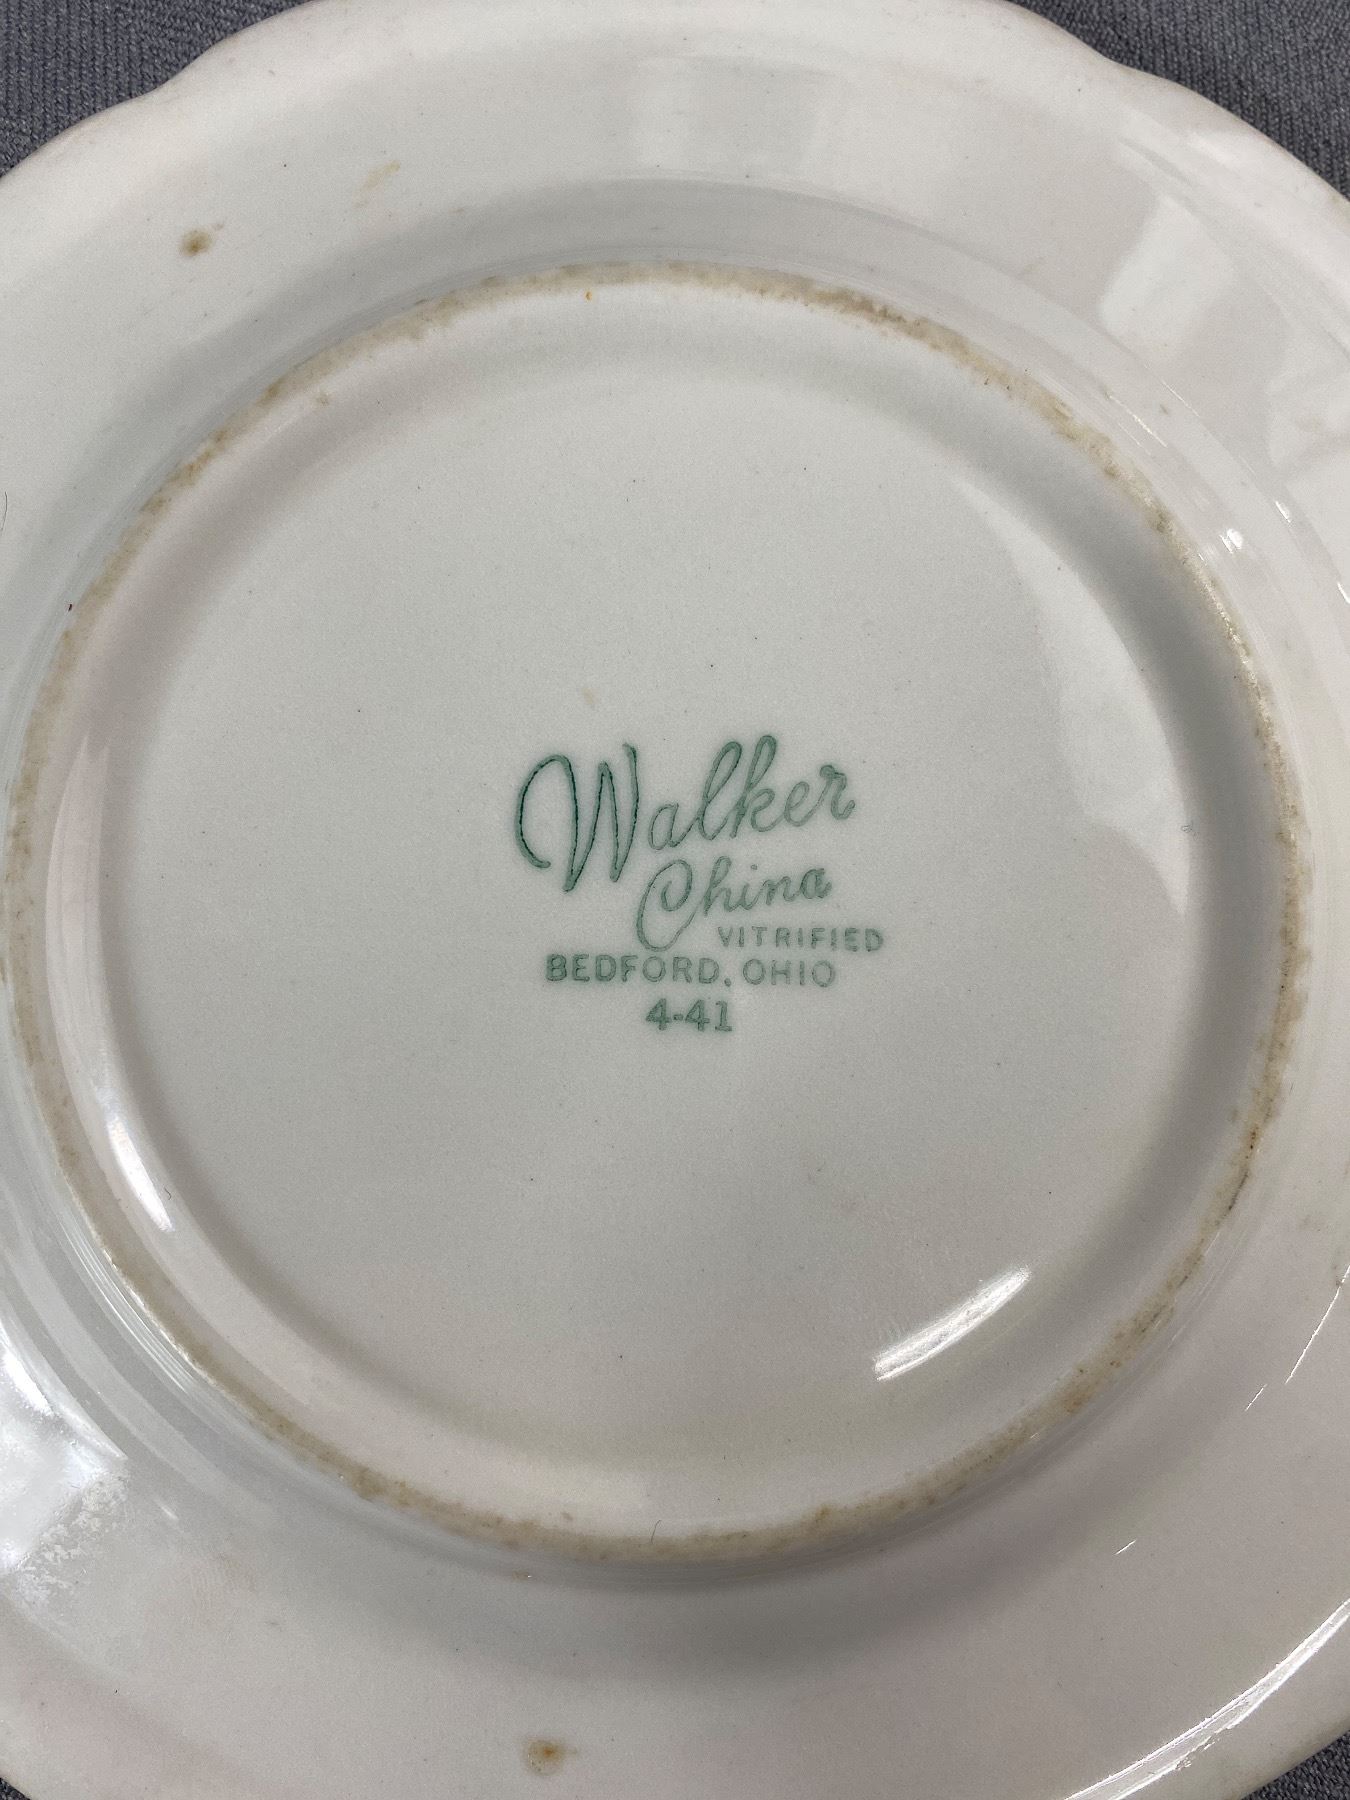 Walker
China
VITRIFIED
BEDFORD, OHIO
4-41